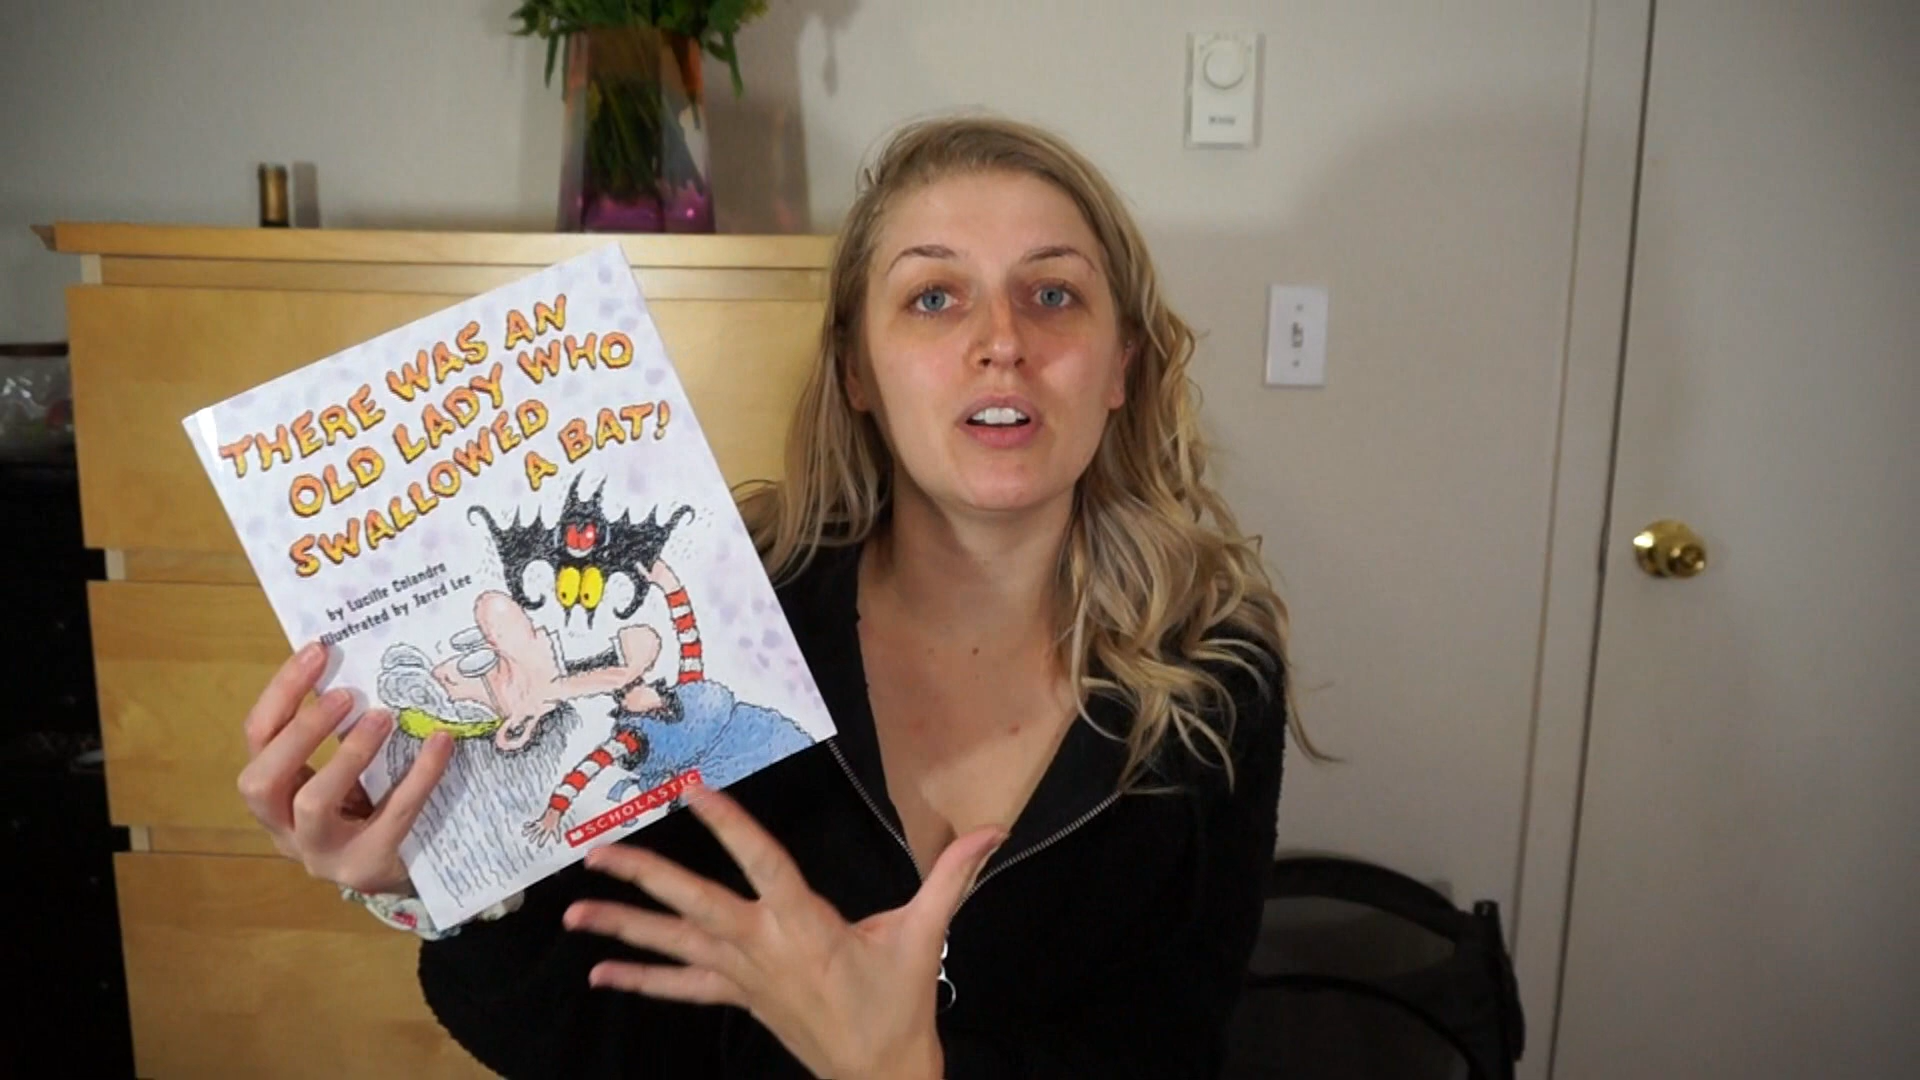 THERE WAS AN
OLD LADY WHO
SWALLOWED
A BAT!
by Lucille Colandro
Illustrated by Jared Lee
SCHOLASTIC